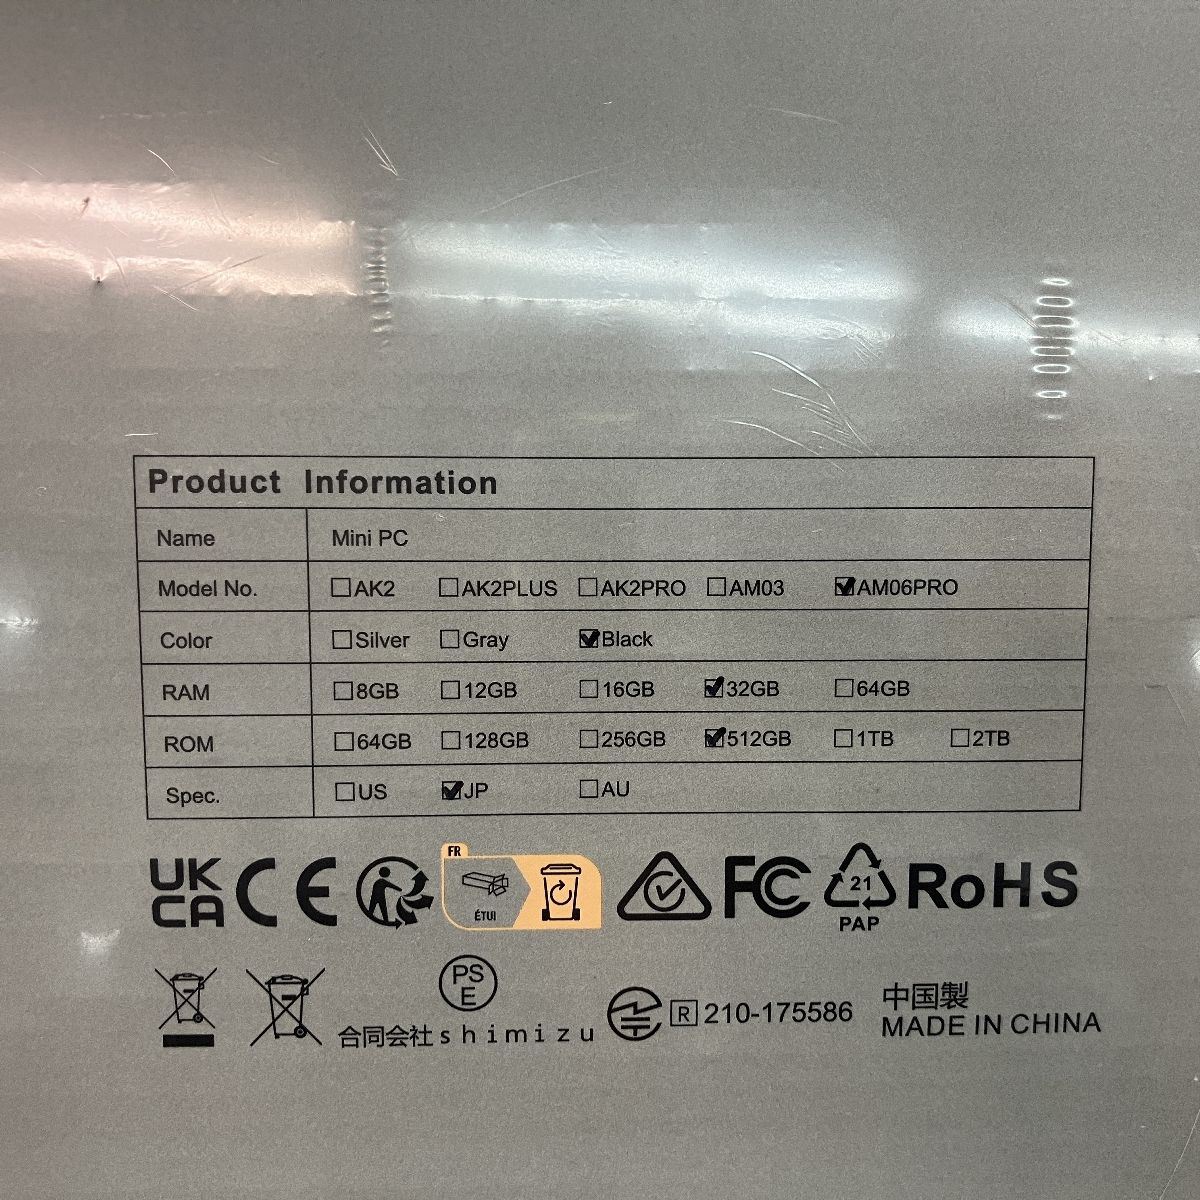 Product Information
Name Mini PC
Model No. ☐AK2 ☐AK2PLUS ☐AK2PRO ☐AM03 ☑AM06PRO
Color ☐Silver ☐Gray ☑Black
RAM ☐8GB ☐12GB ☐16GB ☑32GB ☐64GB
ROM ☐64GB ☐128GB ☐256GB ☑512GB ☐1TB ☐2TB
Spec. ☐US ☑JP ☐AU
UK
CA CE FR
ÉTUI FC 21
PAP RoHS
PS
E
合同会社shimizu
R 210-175586
中国製
MADE IN CHINA